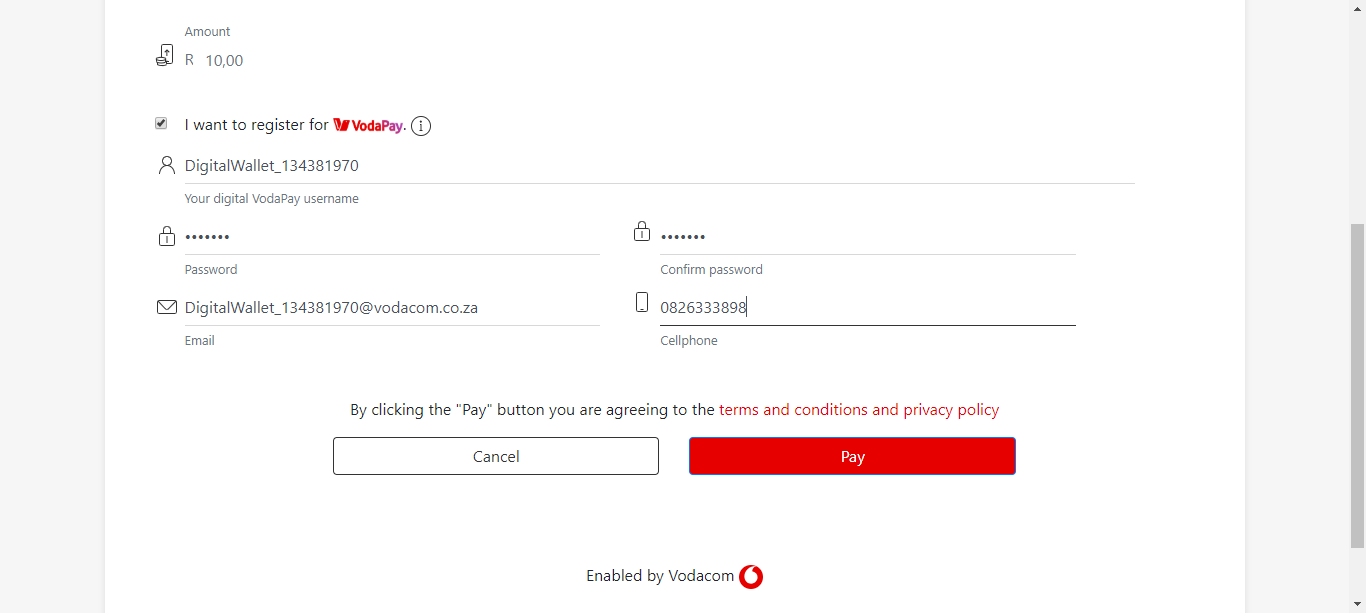 Amount
R 10,00
I want to register for VodaPay. i
DigitalWallet_134381970
Your digital VodaPay username
••••••• •••••••
Password Confirm password
DigitalWallet_134381970@vodacom.co.za 0826333898
Email Cellphone
By clicking the "Pay" button you are agreeing to the terms and conditions and privacy policy
Cancel Pay
Enabled by Vodacom